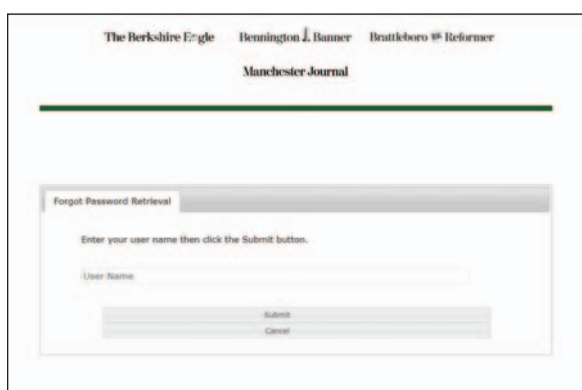 The Berkshire Eagle Bennington Banner Brattleboro Reformer
Manchester Journal
Forgot Password Retrieval
Enter your user name then click the Submit button.
User Name
Submit
Cancel